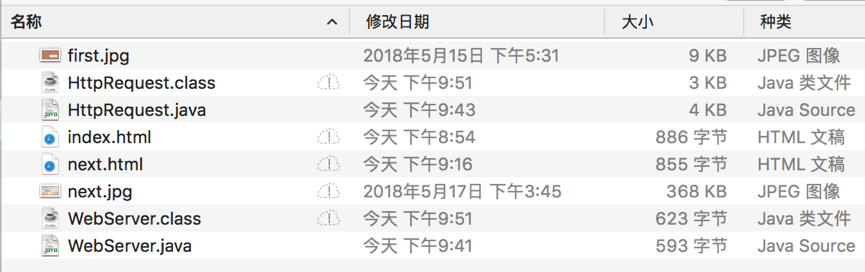 名称 修改日期 大小 种类
first.jpg 2018年5月15日 下午5:31 9 KB JPEG 图像
HttpRequest.class 今天 下午9:51 3 KB Java 类文件
HttpRequest.java 今天 下午9:43 4 KB Java Source
index.html 今天 下午8:54 886 字节 HTML 文稿
next.html 今天 下午9:16 855 字节 HTML 文稿
next.jpg 2018年5月17日 下午3:45 368 KB JPEG 图像
WebServer.class 今天 下午9:51 623 字节 Java 类文件
WebServer.java 今天 下午9:41 593 字节 Java Source